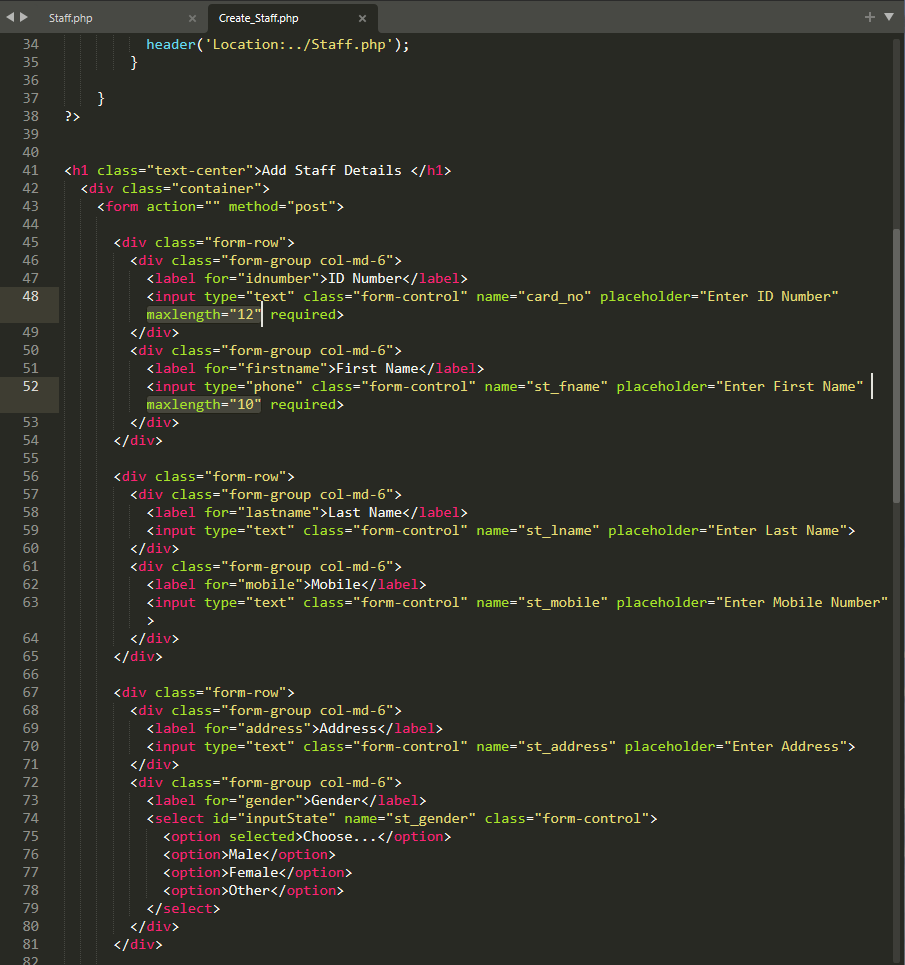 Staff.php × Create_Staff.php × +
34 header('Location:../Staff.php');
35 }
36
37 }
38 ?>
39
40
41 <h1 class="text-center">Add Staff Details </h1>
42 <div class="container">
43 <form action="" method="post">
44
45 <div class="form-row">
46 <div class="form-group col-md-6">
47 <label for="idnumber">ID Number</label>
48 <input type="text" class="form-control" name="card_no" placeholder="Enter ID Number"
maxlength="12" required>
49 </div>
50 <div class="form-group col-md-6">
51 <label for="firstname">First Name</label>
52 <input type="phone" class="form-control" name="st_fname" placeholder="Enter First Name"
maxlength="10" required>
53 </div>
54 </div>
55
56 <div class="form-row">
57 <div class="form-group col-md-6">
58 <label for="lastname">Last Name</label>
59 <input type="text" class="form-control" name="st_lname" placeholder="Enter Last Name">
60 </div>
61 <div class="form-group col-md-6">
62 <label for="mobile">Mobile</label>
63 <input type="text" class="form-control" name="st_mobile" placeholder="Enter Mobile Number"
>
64 </div>
65 </div>
66
67 <div class="form-row">
68 <div class="form-group col-md-6">
69 <label for="address">Address</label>
70 <input type="text" class="form-control" name="st_address" placeholder="Enter Address">
71 </div>
72 <div class="form-group col-md-6">
73 <label for="gender">Gender</label>
74 <select id="inputState" name="st_gender" class="form-control">
75 <option selected>Choose...</option>
76 <option>Male</option>
77 <option>Female</option>
78 <option>Other</option>
79 </select>
80 </div>
81 </div>
82